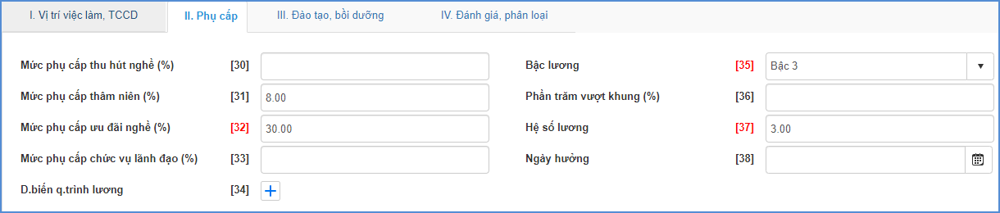 I. Vị trí việc làm, TCCD
II. Phụ cấp
III. Đào tạo, bồi dưỡng
IV. Đánh giá, phân loại
Mức phụ cấp thu hút nghề (%) [30]
Bậc lương [35] Bậc 3
Mức phụ cấp thâm niên (%) [31] 8.00
Phần trăm vượt khung (%) [36]
Mức phụ cấp ưu đãi nghề (%) [32] 30.00
Hệ số lương [37] 3.00
Mức phụ cấp chức vụ lãnh đạo (%) [33]
Ngày hưởng [38]
D.biến q.trình lương [34]